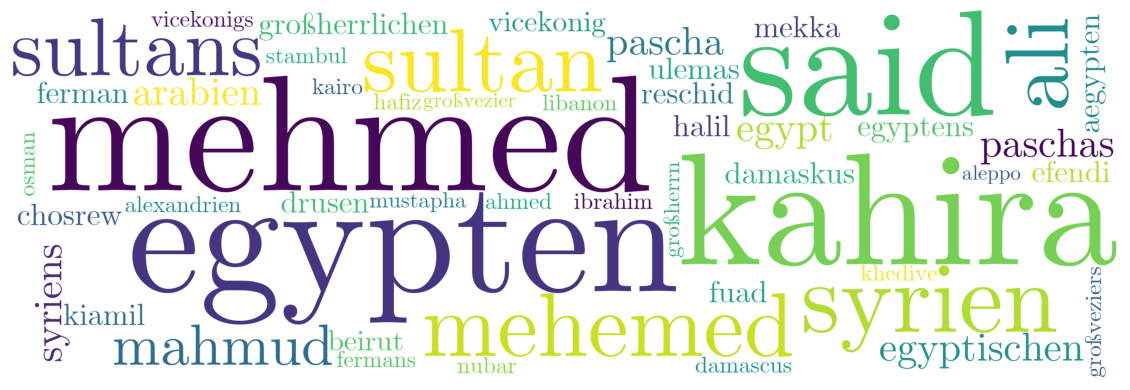 vicekonigs
großherrlichen
vicekonig
pascha
mekka
sultans
stambul
sultan
said
ali
aegypten
ulemas
ferman
arabien
kairo
hafiz
großvezier
libanon
reschid
halil
egypt
egyptens
mehmed
paschas
osman
damaskus
aleppo
efendi
chosrew
alexandrien
drusen
mustapha
ahmed
ibrahim
großherrn
kahira
egypten
syriens
khedive
kiamil
fuad
syrien
großveziers
mahmud
beirut
fermans
mehemed
nubar
damascus
egyptischen